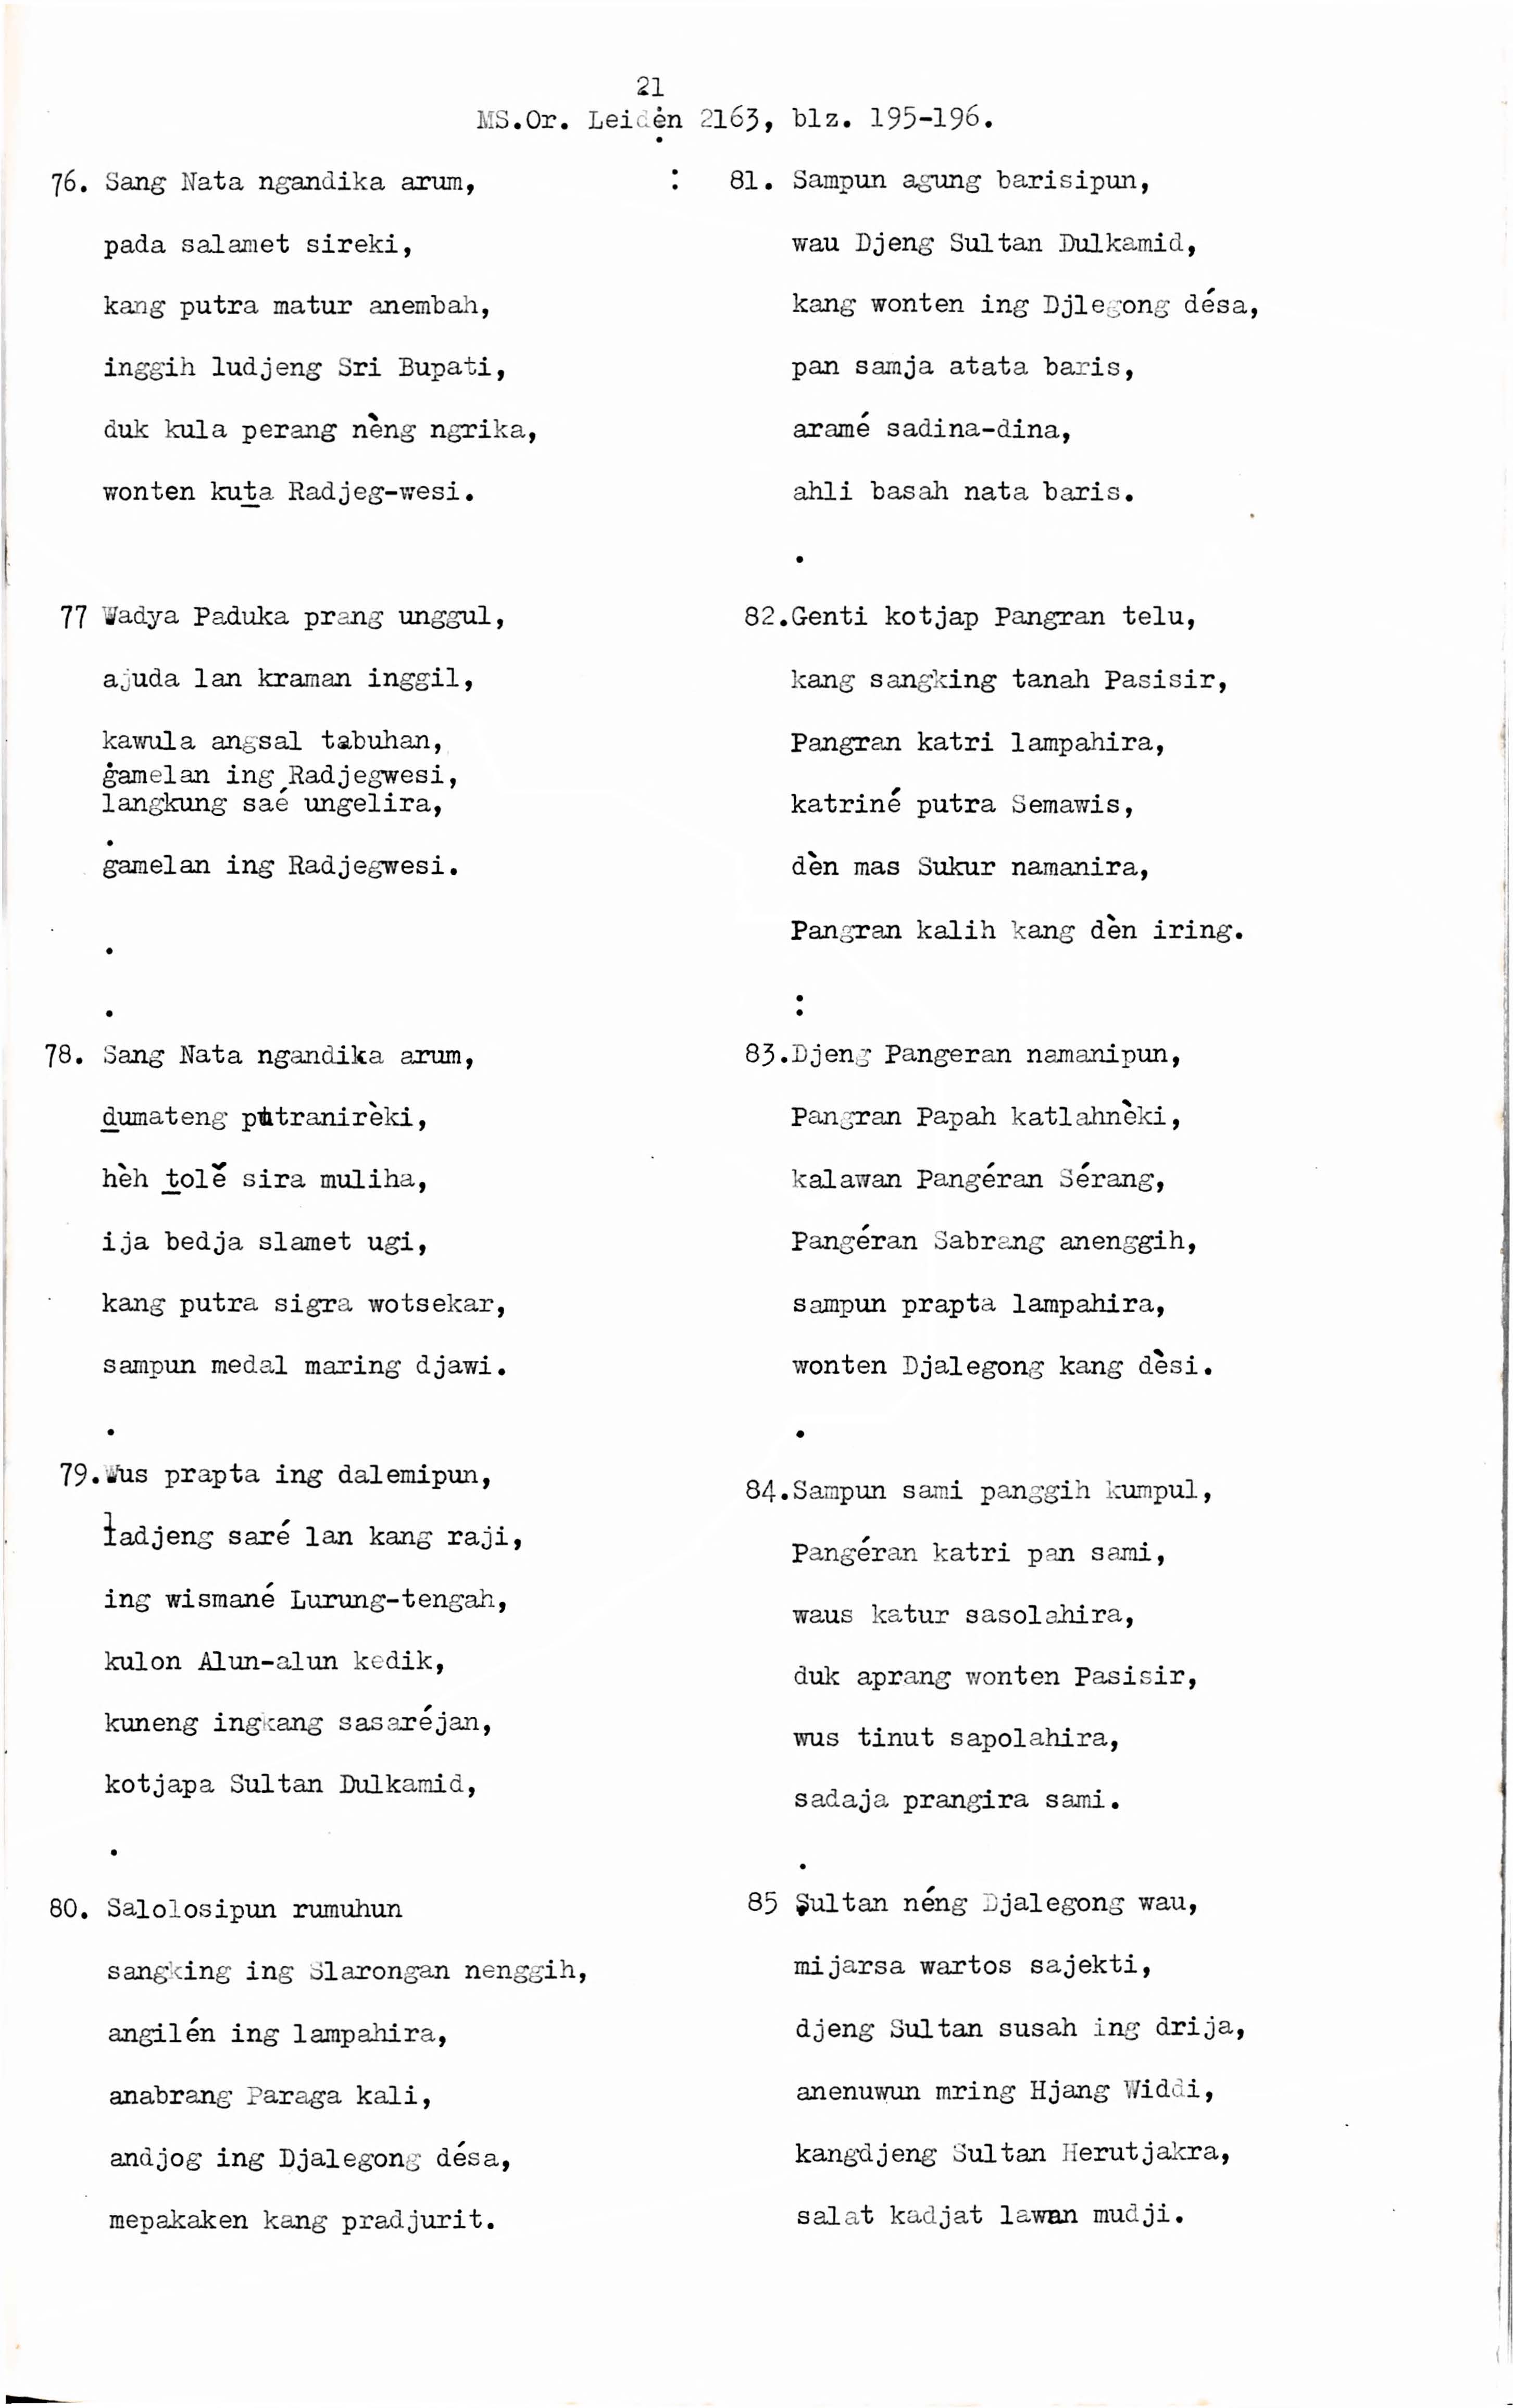 21
MS.Or. Leiden 2163, blz. 195-196.
76. Sang Nata ngandika arum,
pada salamet sireki,
kang putra matur anembah,
inggih ludjeng Sri Bupati,
duk kula perang nèng ngrika,
wonten kuṯa Radjeg-wesi.
77 Wadya Paduka prang unggul,
ajuda lan kraman inggil,
kawula angsal tabuhan,
gamelan ing Radjegwesi,
langkung saé ungelira,
gamelan ing Radjegwesi.
78. Sang Nata ngandika arum,
ḏumateng putranirèki,
hèh ṯolě sira muliha,
ija bedja slamet ugi,
kang putra sigra wotsekar,
sampun medal maring djawi.
79. Wus prapta ing dalemipun,
ladjeng saré lan kang raji,
ing wismané Lurung-tengah,
kulon Alun-alun kedik,
kuneng ingkang sasaréjan,
kotjapa Sultan Dulkamid,
80. Salolosipun rumuhun
sangking ing Slarongan nenggih,
angilén ing lampahira,
anabrang Paraga kali,
andjog ing Djalegong désa,
mepakaken kang pradjurit.
: 81. Sampun agung barisipun,
wau Djeng Sultan Dulkamid,
kang wonten ing Djlegong désa,
pan samja atata baris,
aramé sadina-dina,
ahli basah nata baris.
82. Genti kotjap Pangran telu,
kang sangking tanah Pasisir,
Pangran katri lampahira,
katriné putra Semawis,
dèn mas Sukur namanira,
Pangran kalih kang dèn iring.
:
83. Djeng Pangeran namanipun,
Pangran Papah katlahnèki,
kalawan Pangéran Sérang,
Pangéran Sabrang anenggih,
sampun prapta lampahira,
wonten Djalegong kang dèsi.
84. Sampun sami panggih kumpul,
Pangéran katri pan sami,
waus katur sasolahira,
duk aprang wonten Pasisir,
wus tinut sapolahira,
sadaja prangira sami.
85 Sultan néng Djalegong wau,
mijarsa wartos sajekti,
djeng Sultan susah ing drija,
anenuwun mring Hjang Widdi,
kangdjeng Sultan Herutjakra,
salat kadjat lawan mudji.